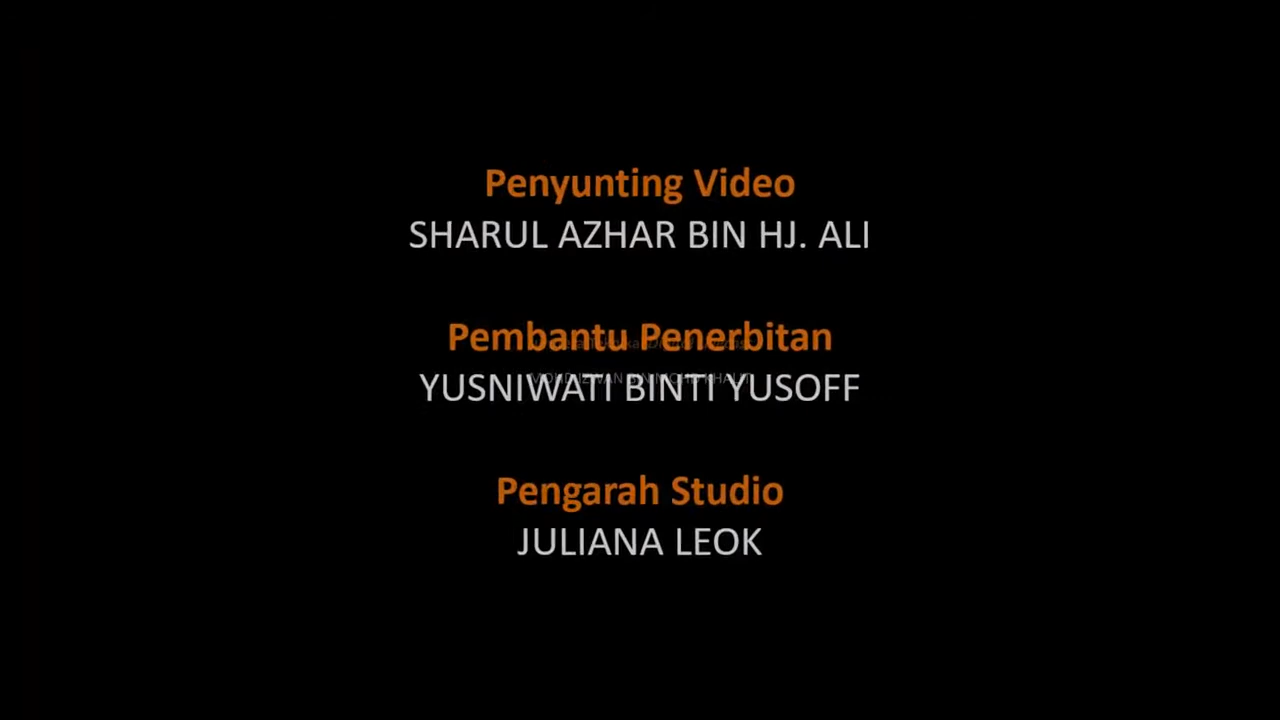 Penyunting Video
SHARUL AZHAR BIN HJ. ALI
Pembantu Penerbitan
YUSNIWATI BINTI YUSOFF
Pengarah Studio
JULIANA LEOK